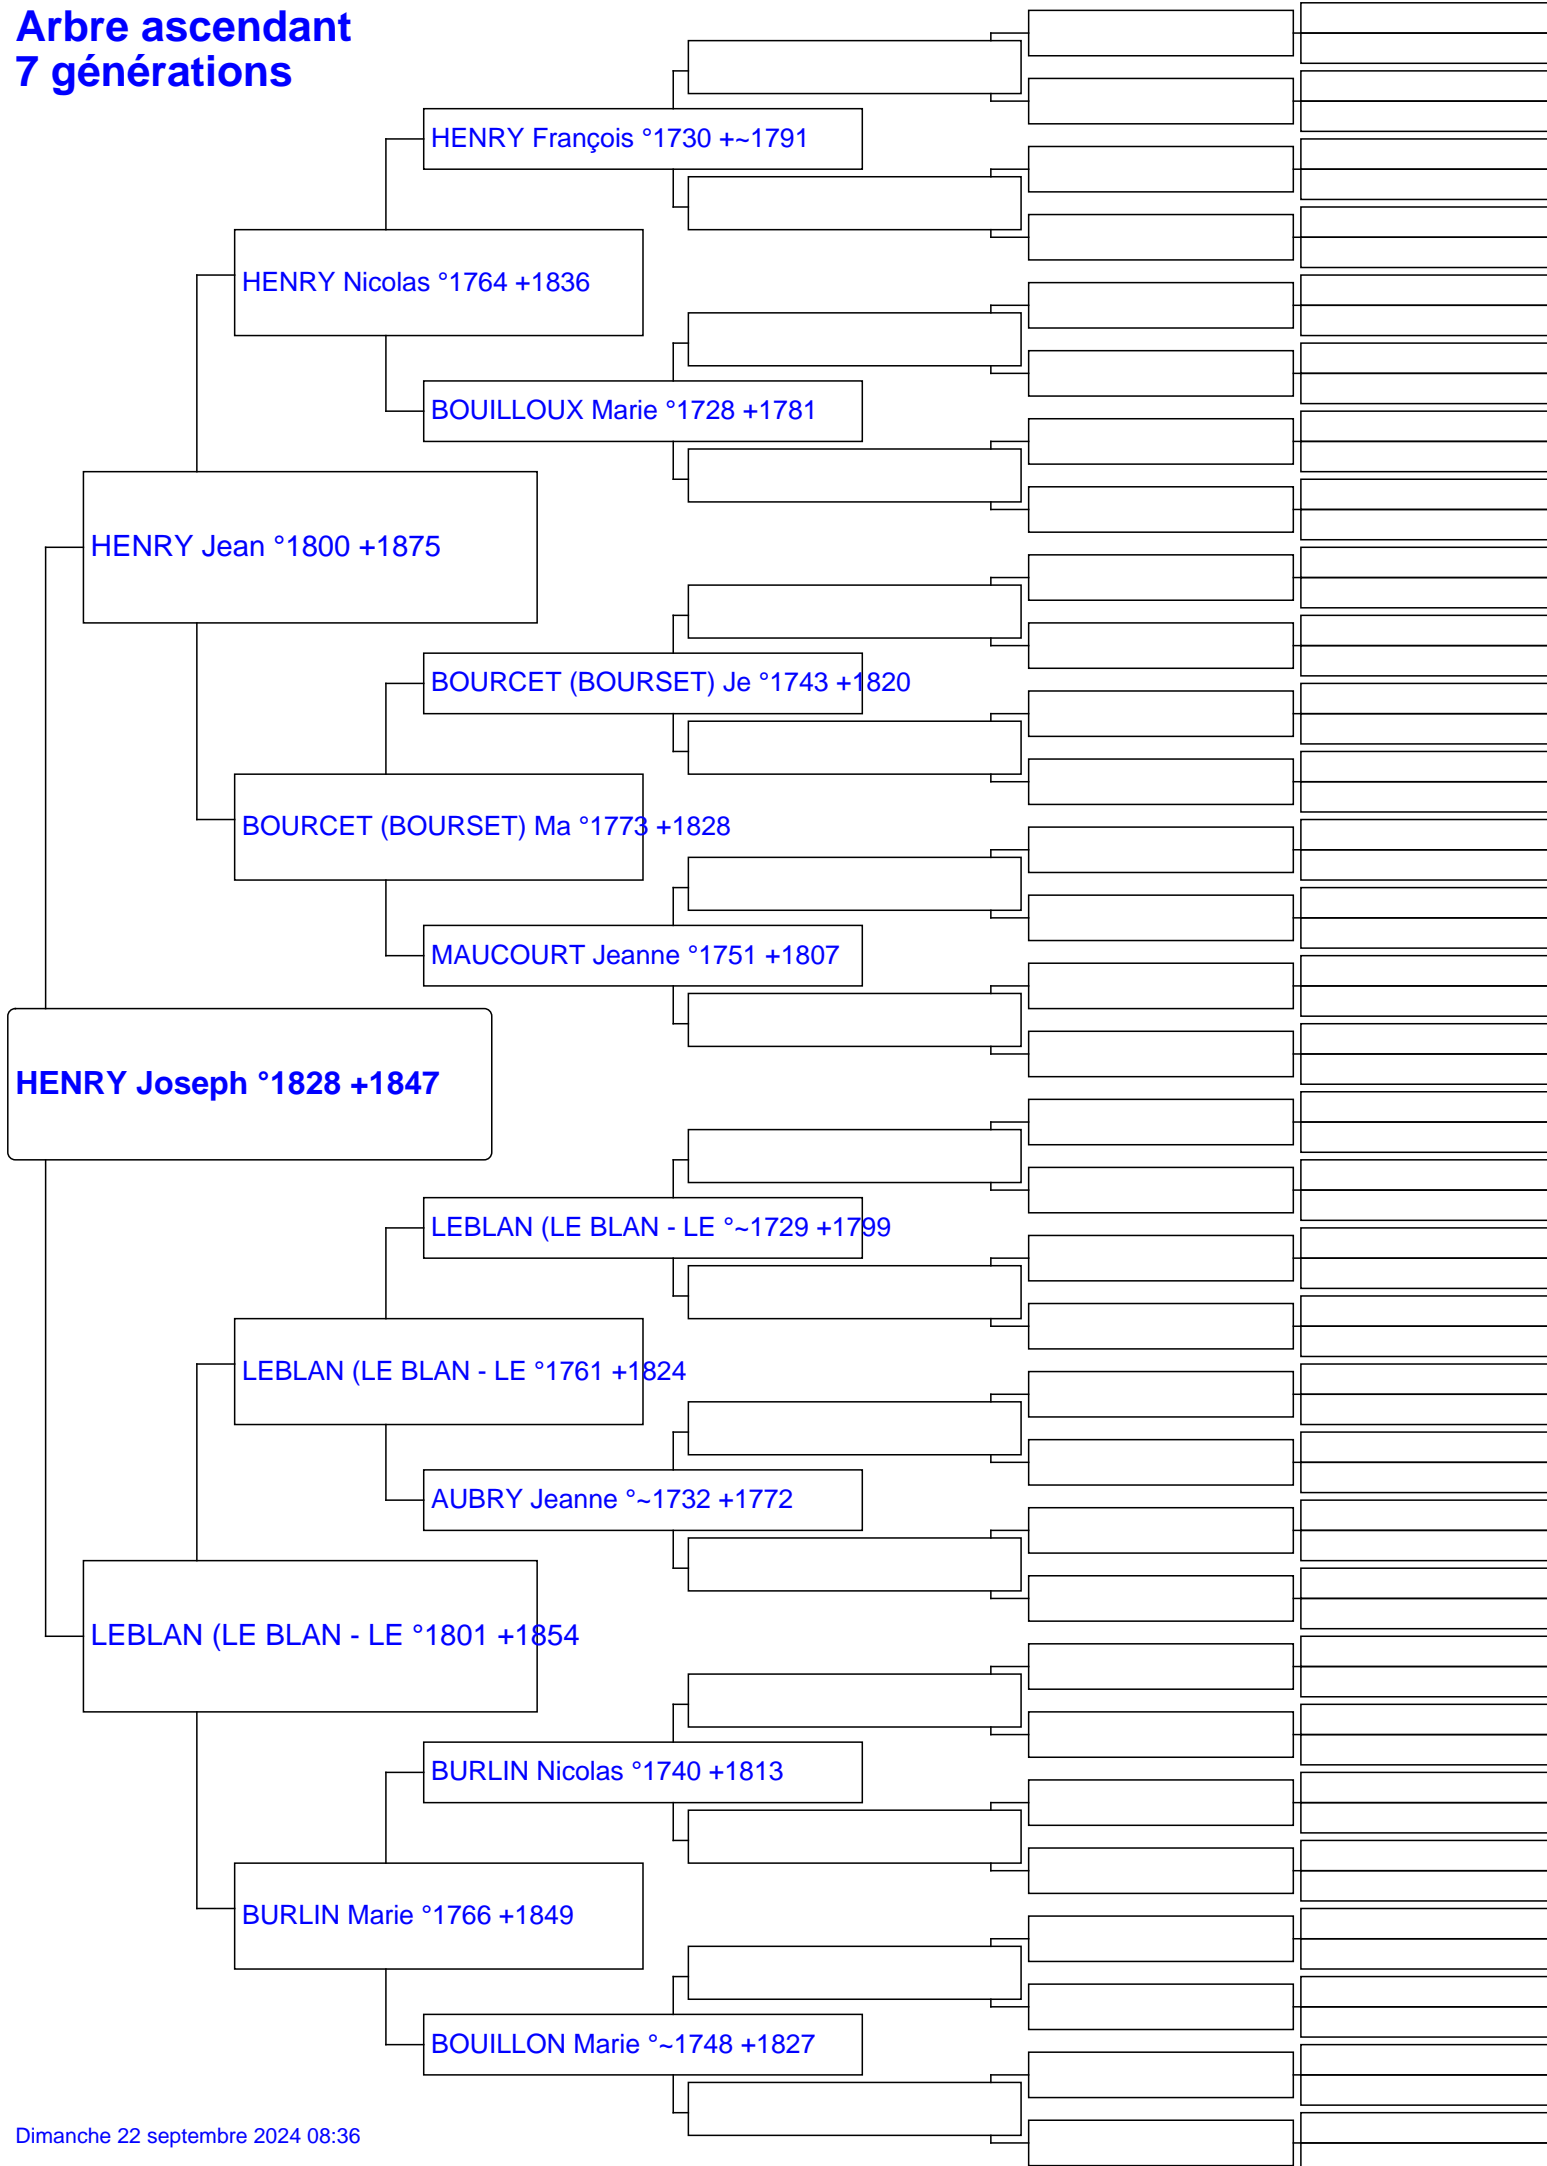 Arbre ascendant
7 générations
HENRY François °1730 +~1791
HENRY Nicolas °1764 +1836
BOUILLOUX Marie °1728 +1781
HENRY Jean °1800 +1875
BOURCET (BOURSET) Je °1743 +1820
BOURCET (BOURSET) Ma °1773 +1828
MAUCOURT Jeanne °1751 +1807
HENRY Joseph °1828 +1847
LEBLAN (LE BLAN - LE °~1729 +1799
LEBLAN (LE BLAN - LE °1761 +1824
AUBRY Jeanne °~1732 +1772
LEBLAN (LE BLAN - LE °1801 +1854
BURLIN Nicolas °1740 +1813
BURLIN Marie °1766 +1849
BOUILLON Marie °~1748 +1827
Dimanche 22 septembre 2024 08:36